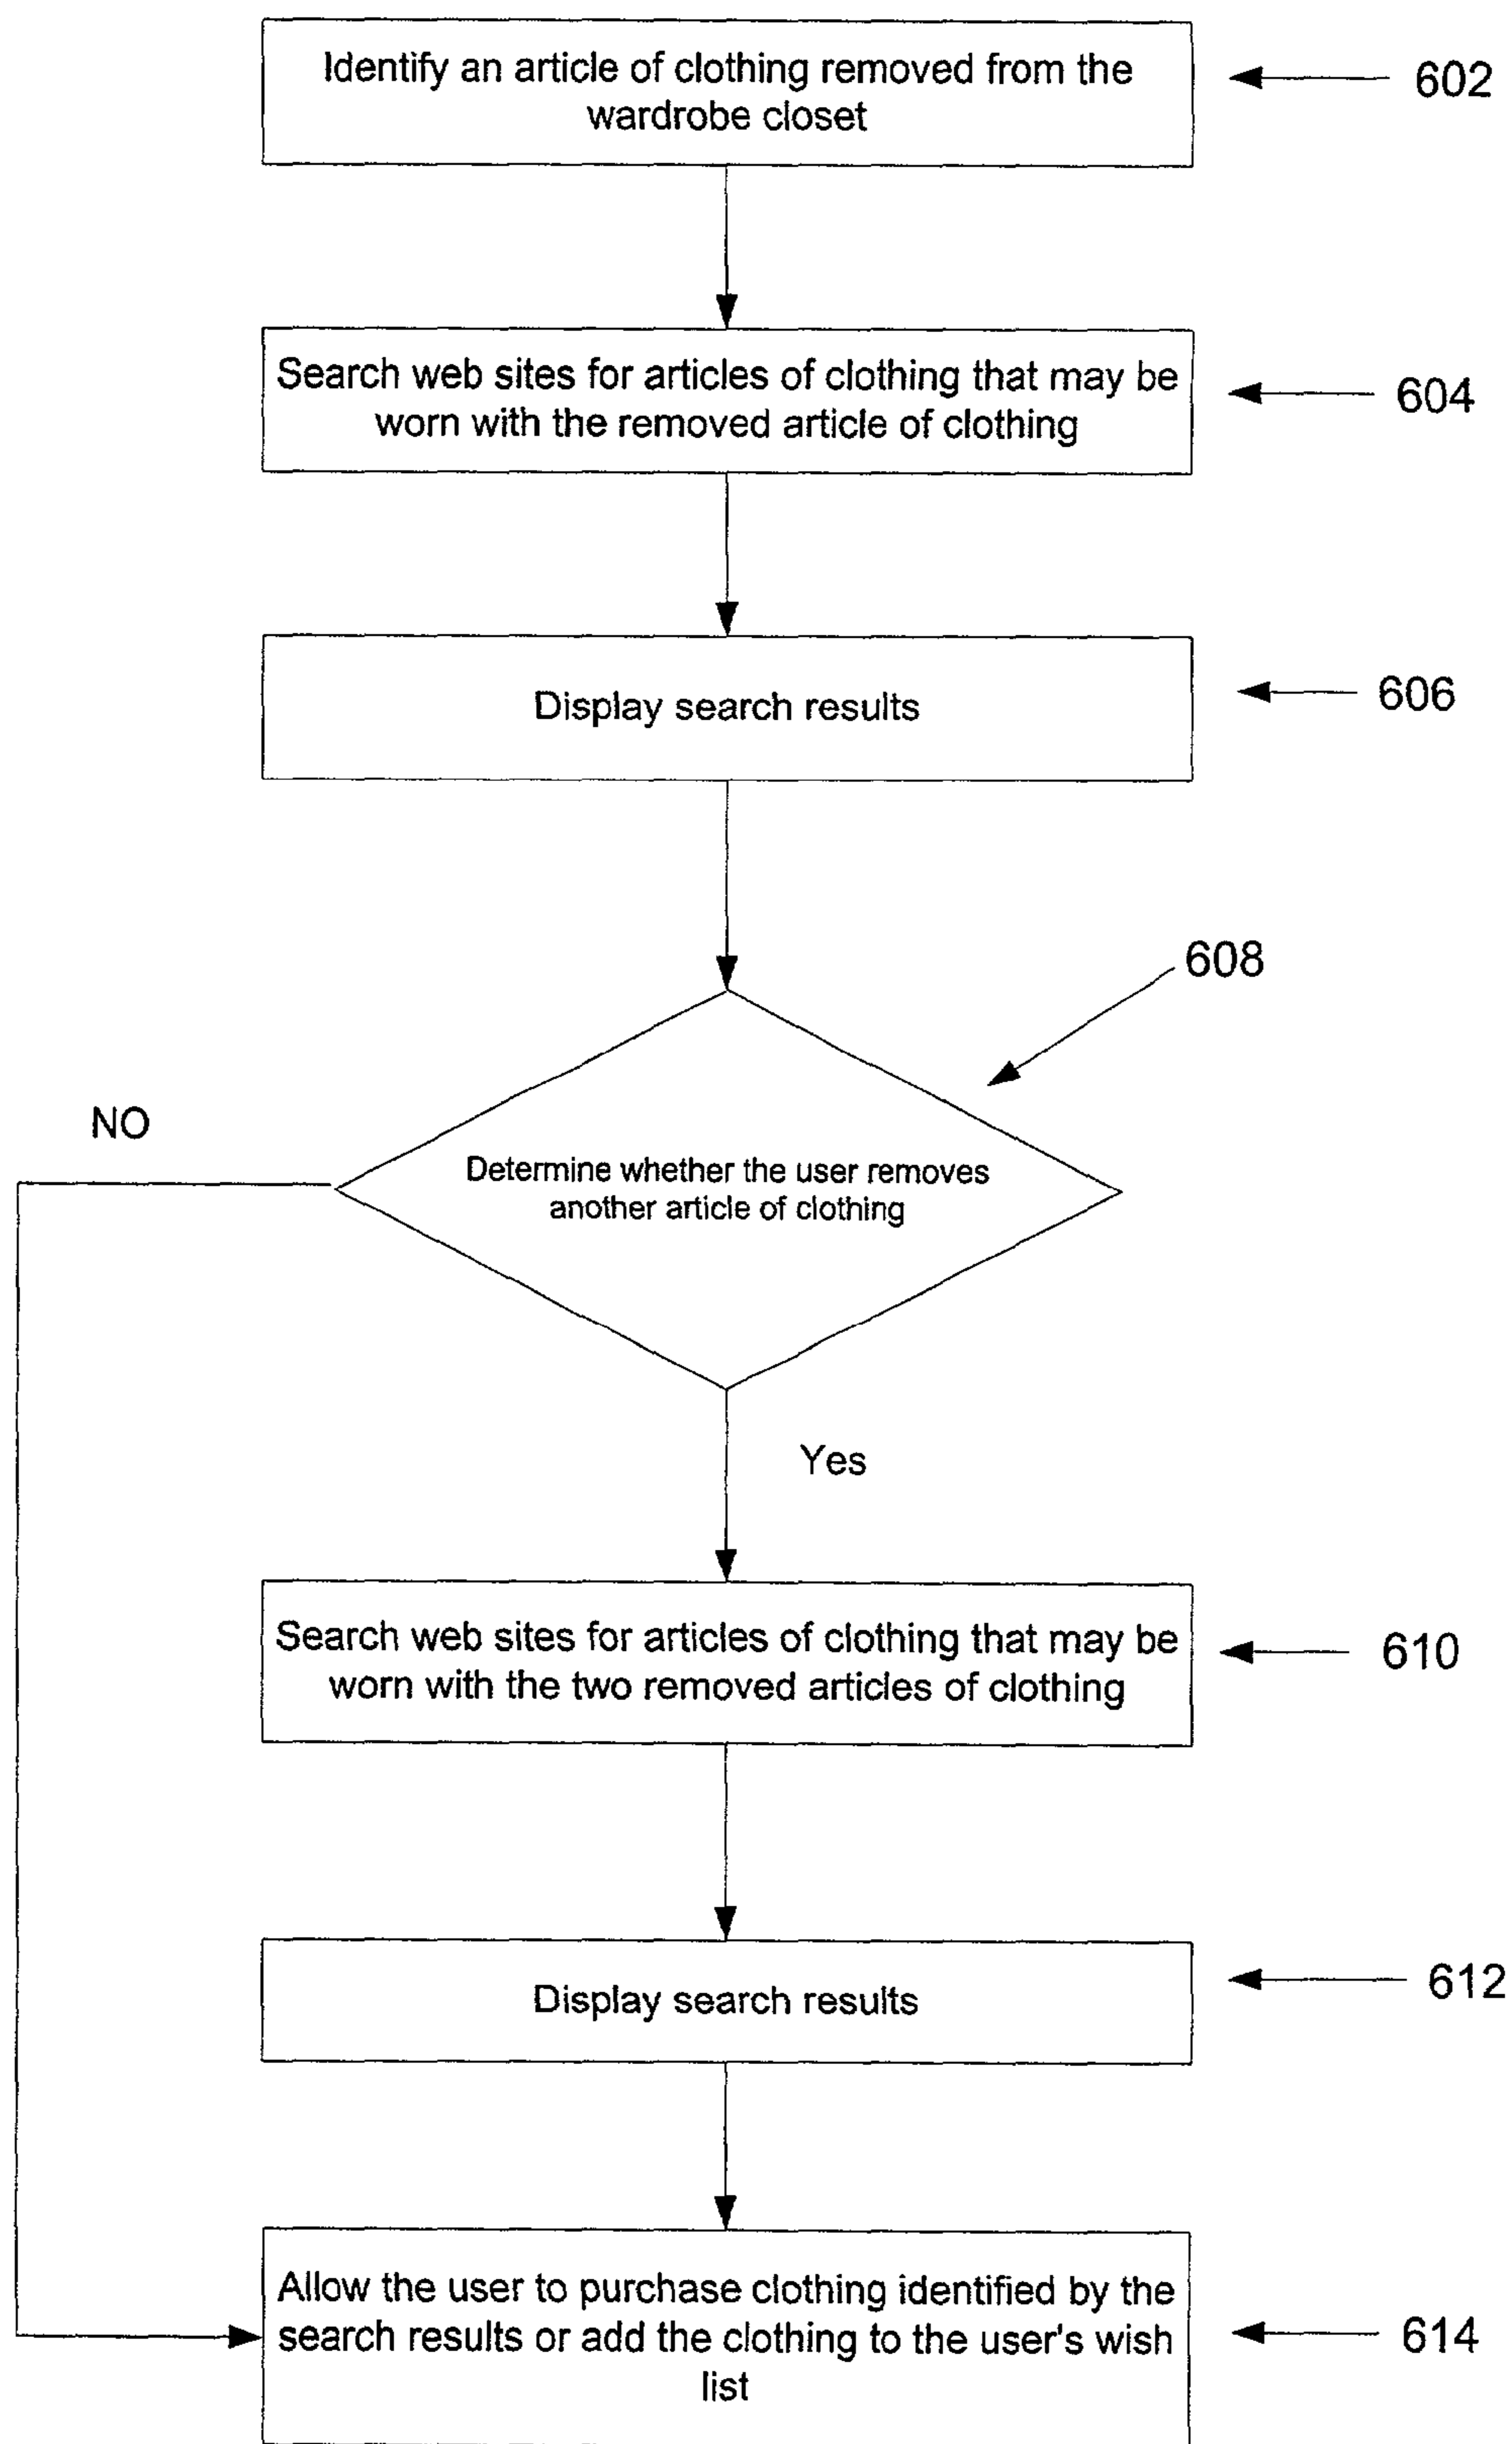 Identify an article of clothing removed from the
wardrobe closet
602
Search web sites for articles of clothing that may be
worn with the removed article of clothing
604
Display search results
606
608
NO
Determine whether the user removes
another article of clothing
Yes
Search web sites for articles of clothing that may be
worn with the two removed articles of clothing
610
Display search results
612
Allow the user to purchase clothing identified by the
search results or add the clothing to the user's wish
list
614